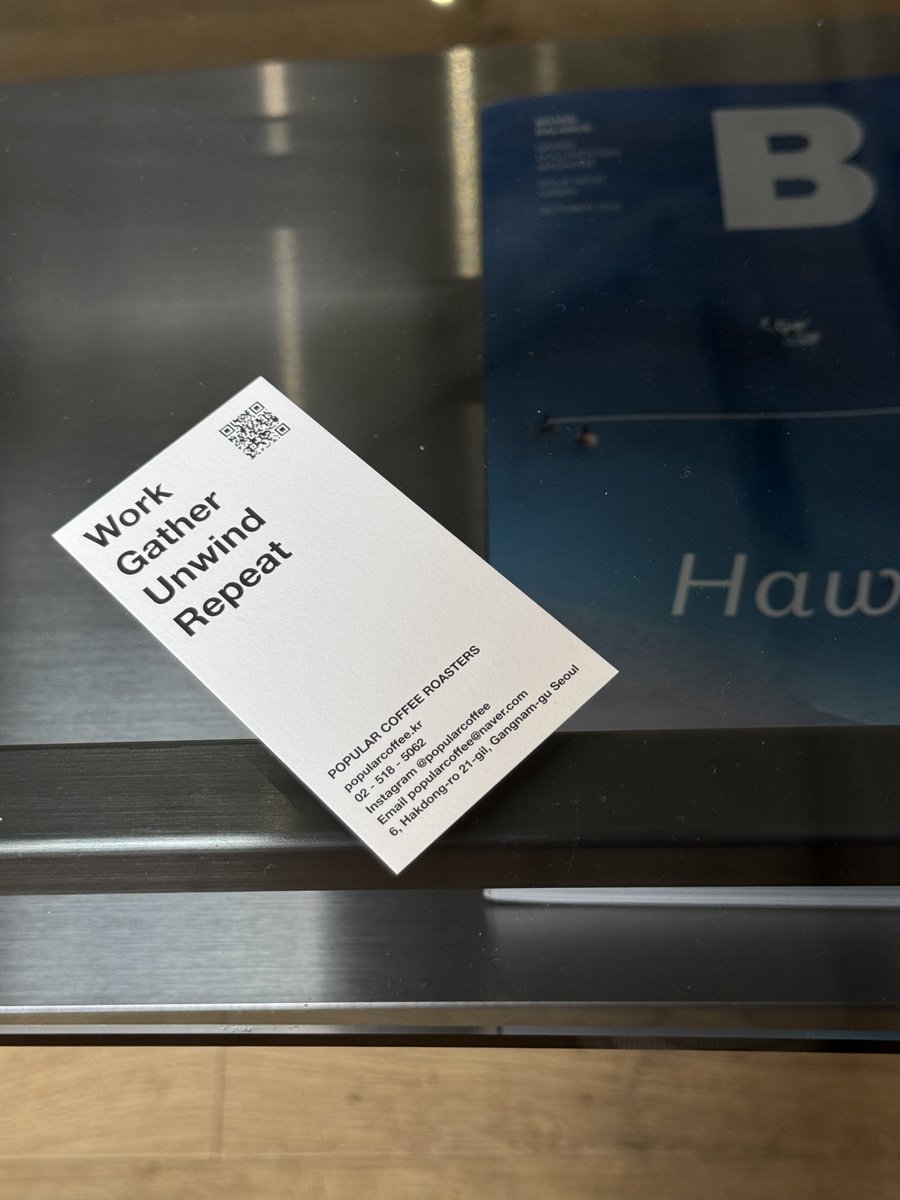 Work
Gather
Unwind
Repeat
POPULAR COFFEE ROASTERS
popularcoffee.kr
02 - 518 - 5062
Instagram @popularcoffee
Email popularcoffee@naver.com
6, Hakdong-ro 21-gil, Gangnam-gu Seoul
B
Haw